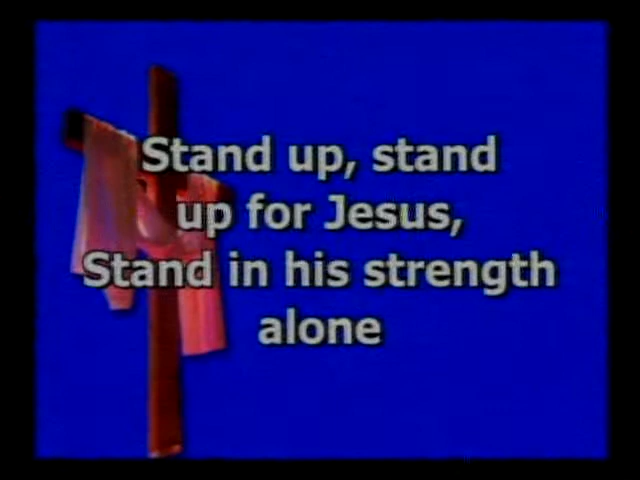 Stand up, stand
up for Jesus,
Stand in his strength
alone